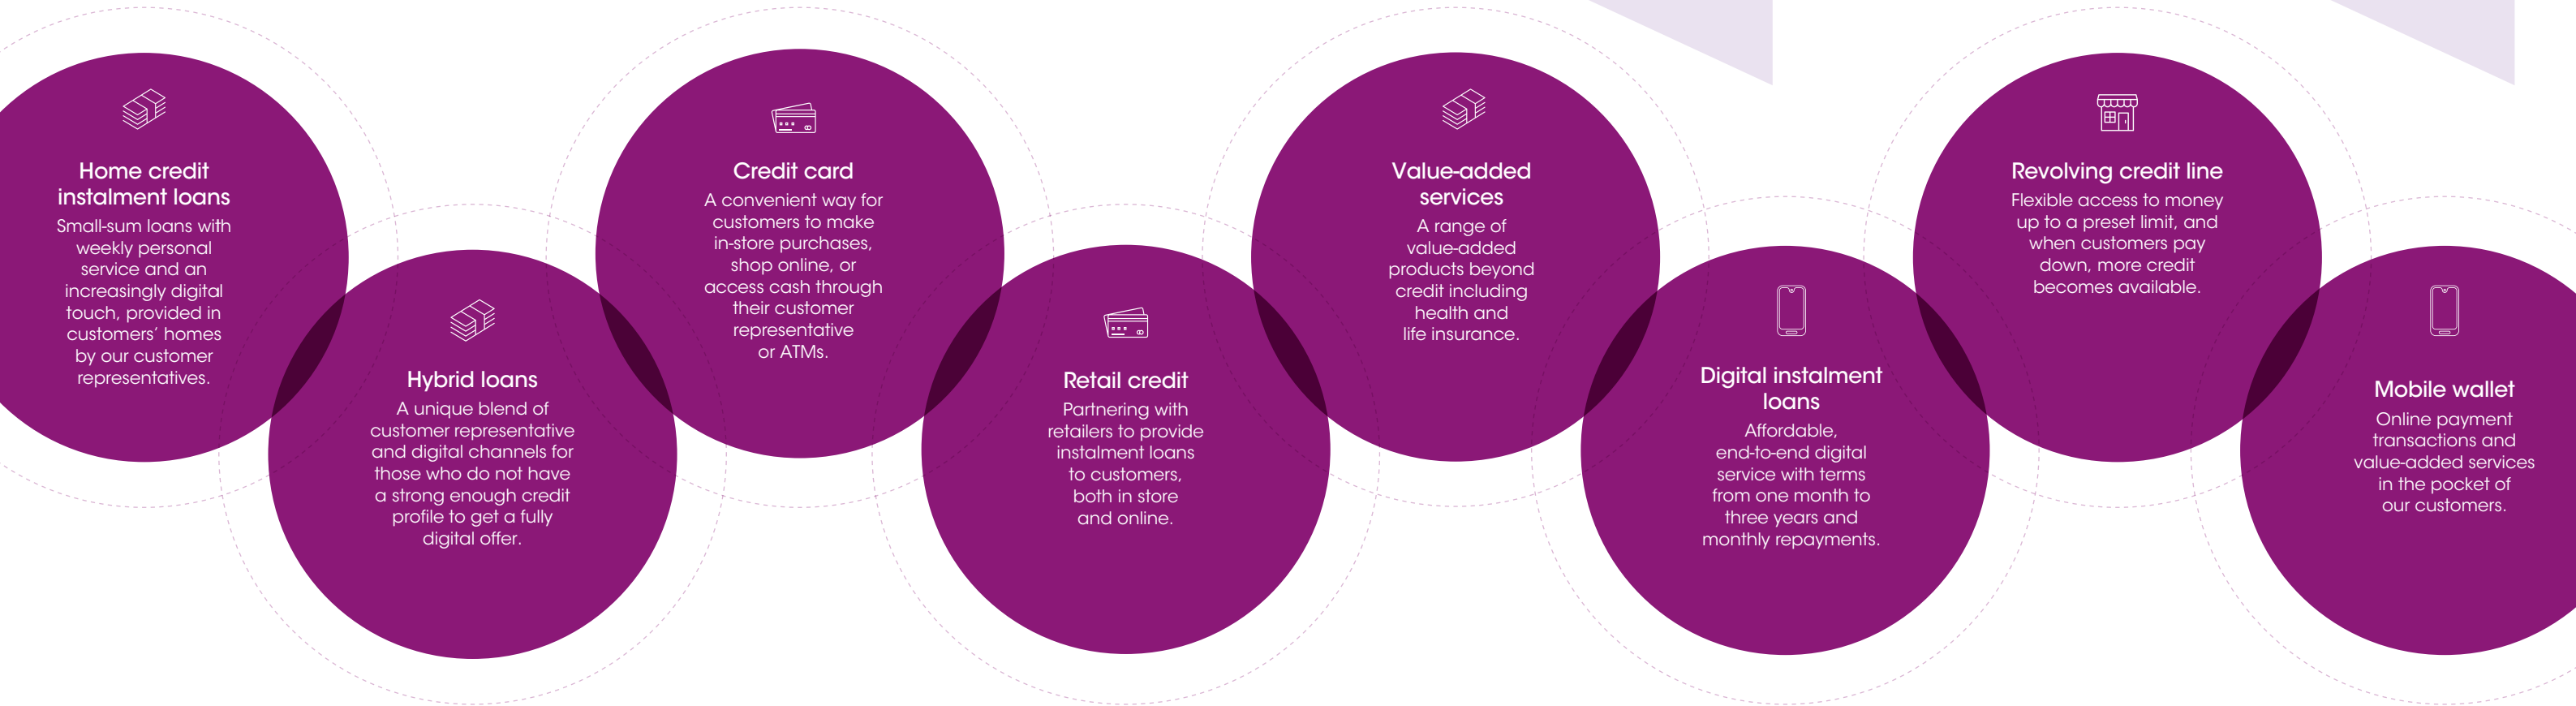 Home credit
instalment loans
Small-sum loans with
weekly personal
service and an
increasingly digital
touch, provided in
customers’ homes
by our customer
representatives.
Hybrid loans
A unique blend of
customer representative
and digital channels for
those who do not have
a strong enough credit
profile to get a fully
digital offer.
Credit card
A convenient way for
customers to make
in-store purchases,
shop online, or
access cash through
their customer
representative
or ATMs.
Retail credit
Partnering with
retailers to provide
instalment loans
to customers,
both in store
and online.
Value-added
services
A range of
value-added
products beyond
credit including
health and
life insurance.
Digital instalment
loans
Affordable,
end-to-end digital
service with terms
from one month to
three years and
monthly repayments.
Revolving credit line
Flexible access to money
up to a preset limit, and
when customers pay
down, more credit
becomes available.
Mobile wallet
Online payment
transactions and
value-added services
in the pocket of
our customers.